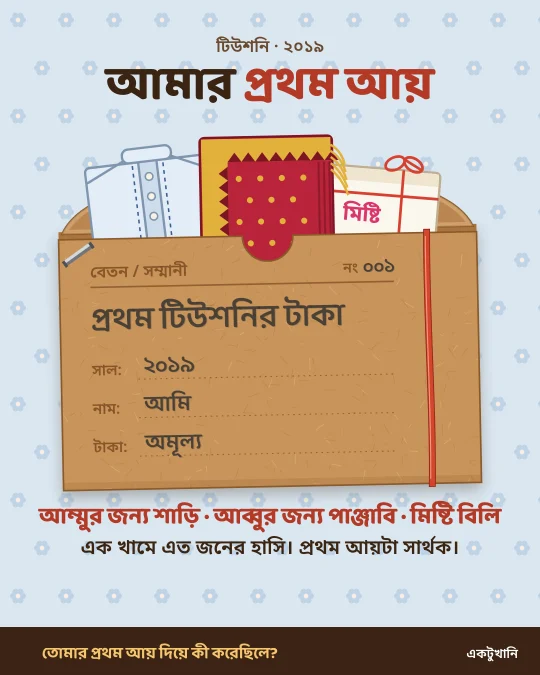 টিউশনি · ২০১৯
আমার প্রথম আয়
মিষ্টি
বেতন / সম্মানী নং ০০১
প্রথম টিউশনির টাকা
সাল: ২০১৯
নাম: আমি
টাকা: অমূল্য
আম্মুর জন্য শাড়ি · আব্বুর জন্য পাঞ্জাবি · মিষ্টি বিলি
এক খামে এত জনের হাসি। প্রথম আয়টা সার্থক।
তোমার প্রথম আয় দিয়ে কী করেছিলে? একটুখানি